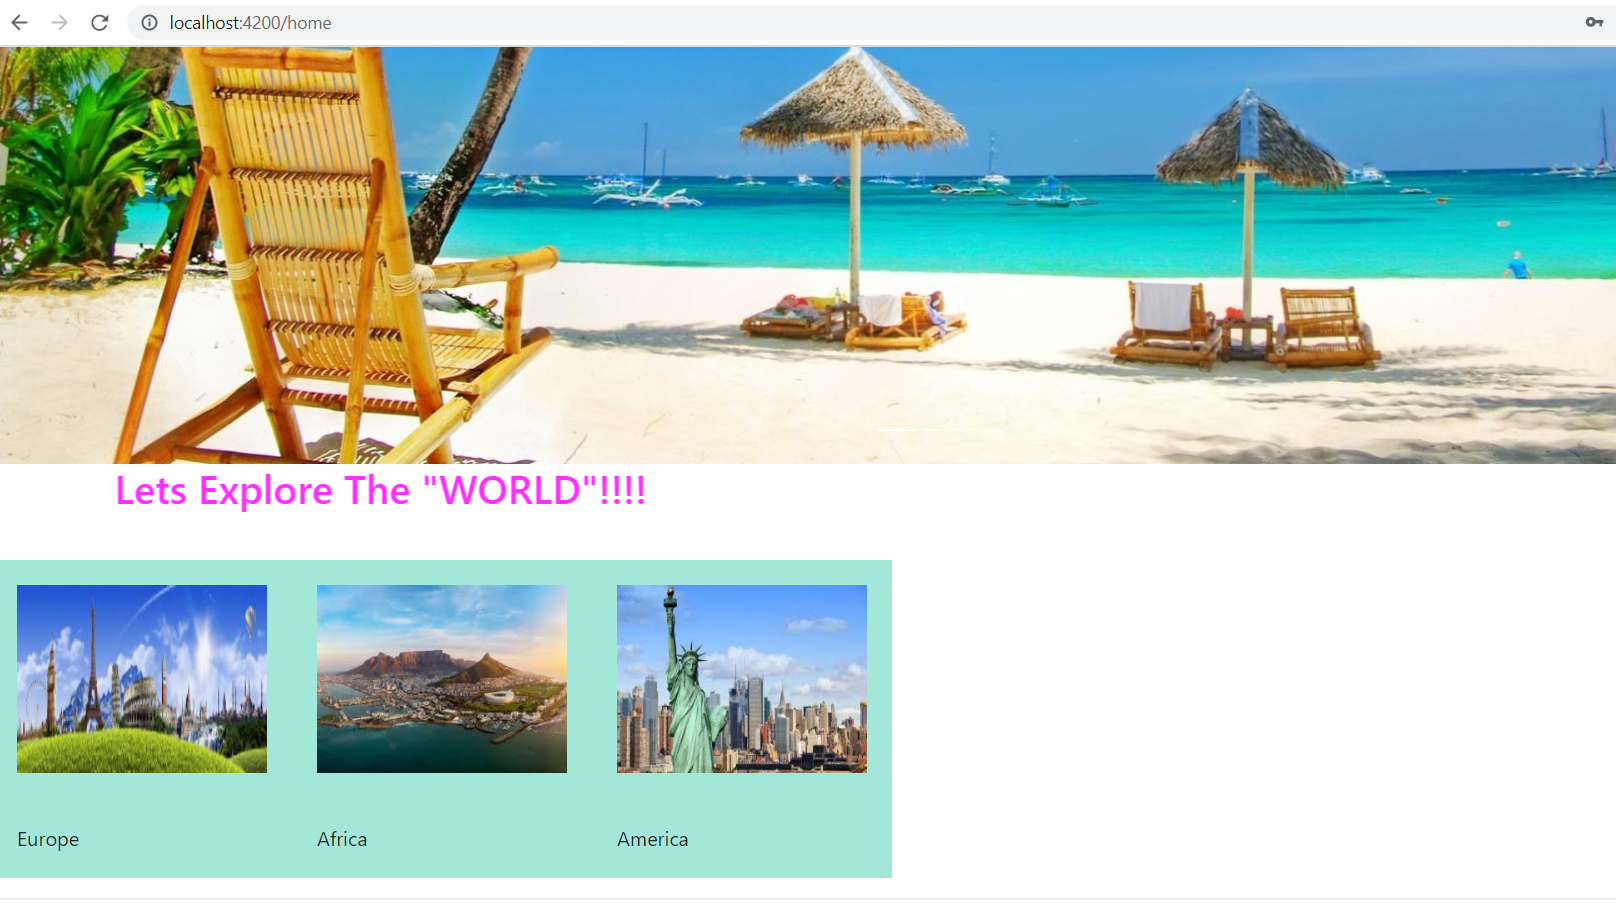 localhost:4200/home
Lets Explore The "WORLD"!!!!
Europe
Africa
America